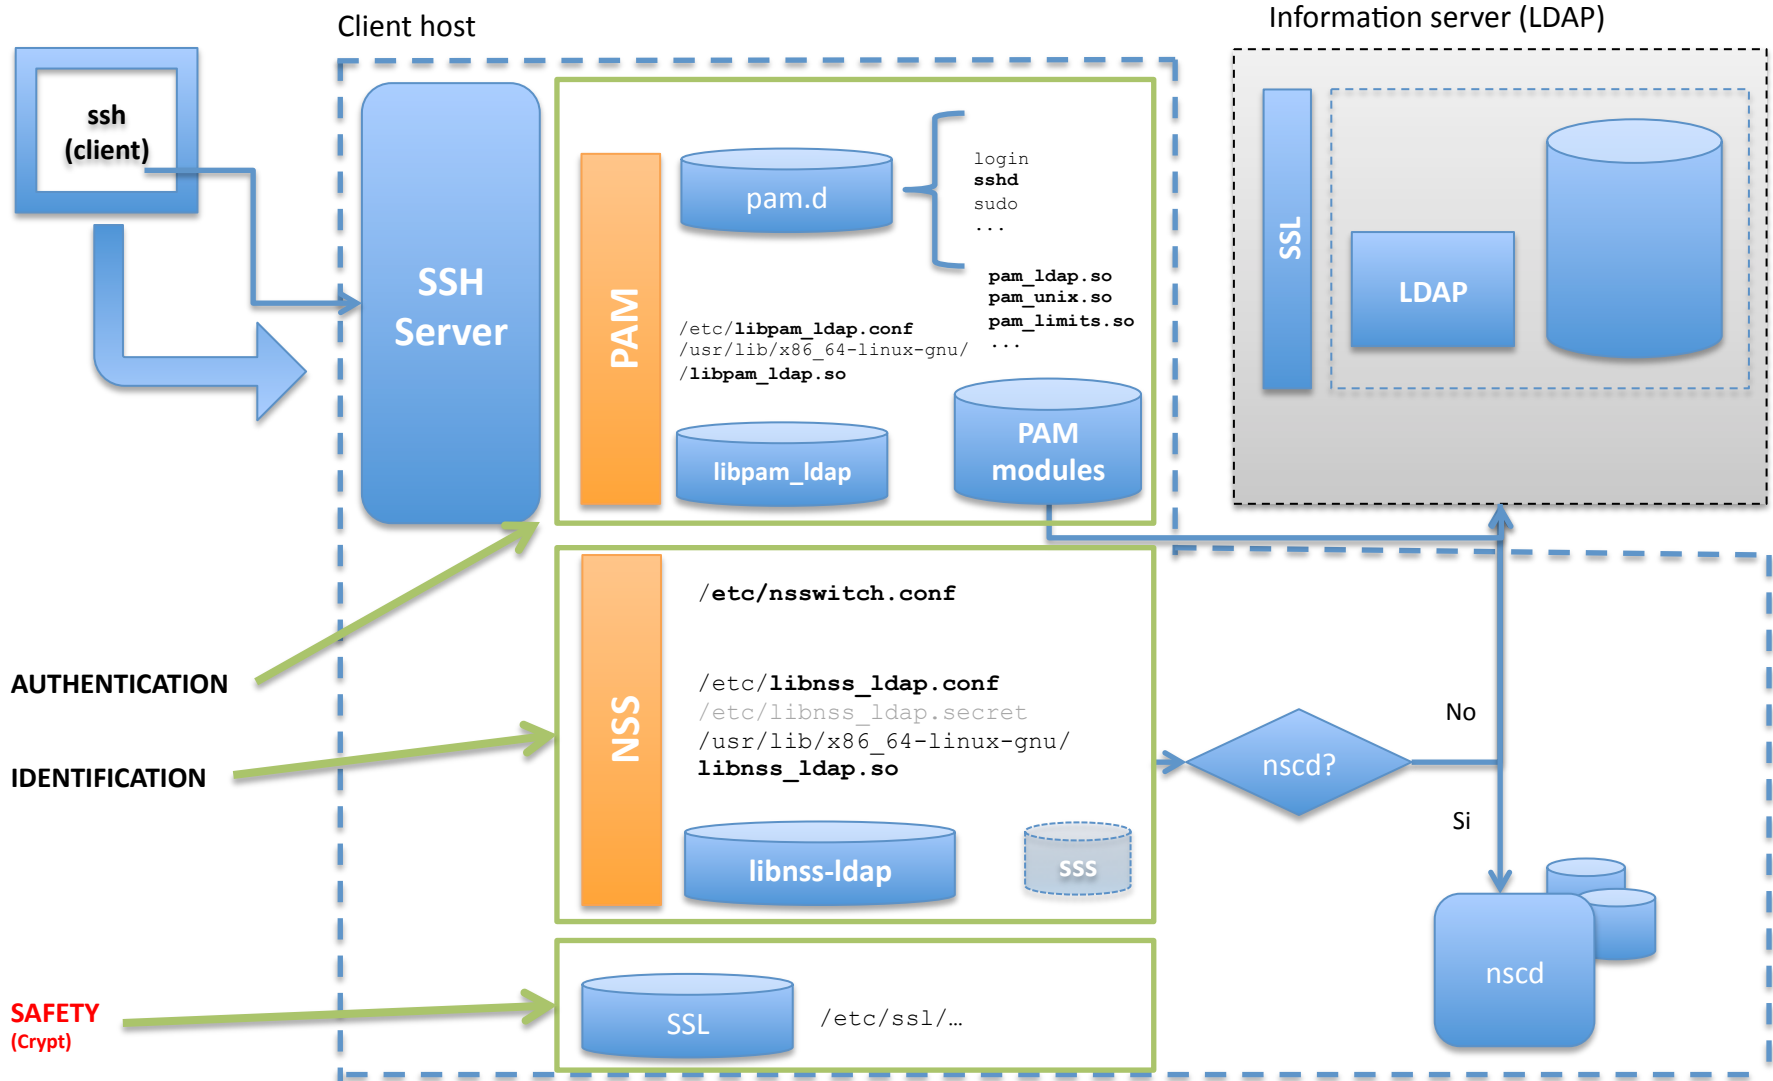 Client host
Information server (LDAP)
ssh
(client)
SSH
Server
PAM
pam.d
login
sshd
sudo
...
pam_ldap.so
pam_unix.so
pam_limits.so
...
/etc/libpam_ldap.conf
/usr/lib/x86_64-linux-gnu/
/libpam_ldap.so
libpam_ldap
PAM
modules
SSL
LDAP
AUTHENTICATION
IDENTIFICATION
SAFETY
(Crypt)
NSS
/etc/nsswitch.conf
/etc/libnss_ldap.conf
/etc/libnss_ldap.secret
/usr/lib/x86_64-linux-gnu/
libnss_ldap.so
libnss-ldap
sss
nscd?
No
Si
nscd
SSL
/etc/ssl/…